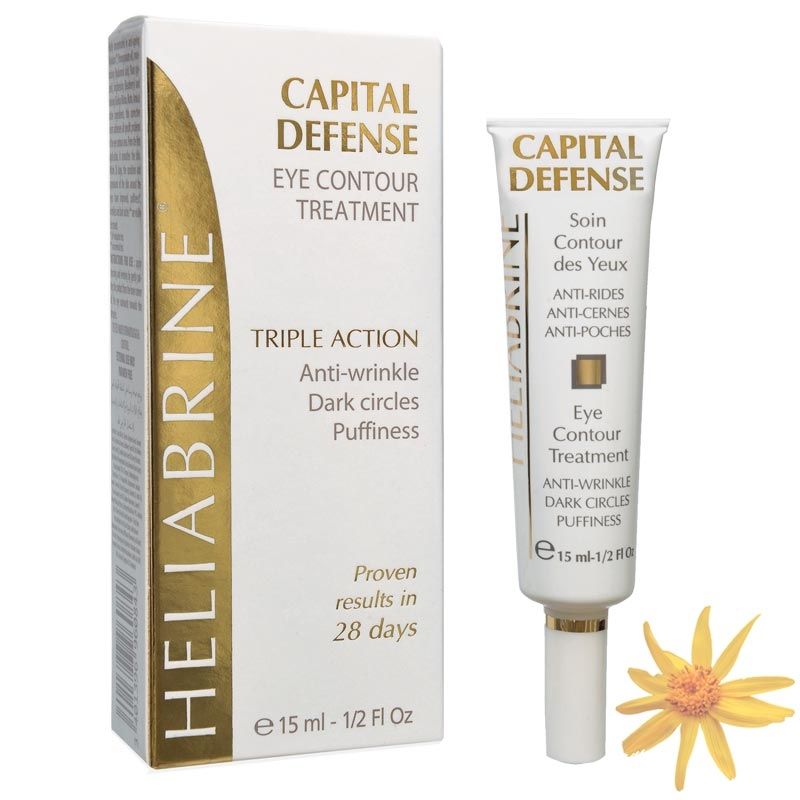 CAPITAL
DEFENSE
EYE CONTOUR
TREATMENT
TRIPLE ACTION
Anti-wrinkle
Dark circles
Puffiness
Proven
results in
28 days
e 15 ml - 1/2 Fl Oz
HELIABRINE®
CAPITAL
DEFENSE
Soin
Contour
des Yeux
ANTI-RIDES
ANTI-CERNES
ANTI-POCHES
Eye
Contour
Treatment
ANTI-WRINKLE
DARK CIRCLES
PUFFINESS
e 15 ml-1/2 Fl Oz
HELIABRINE